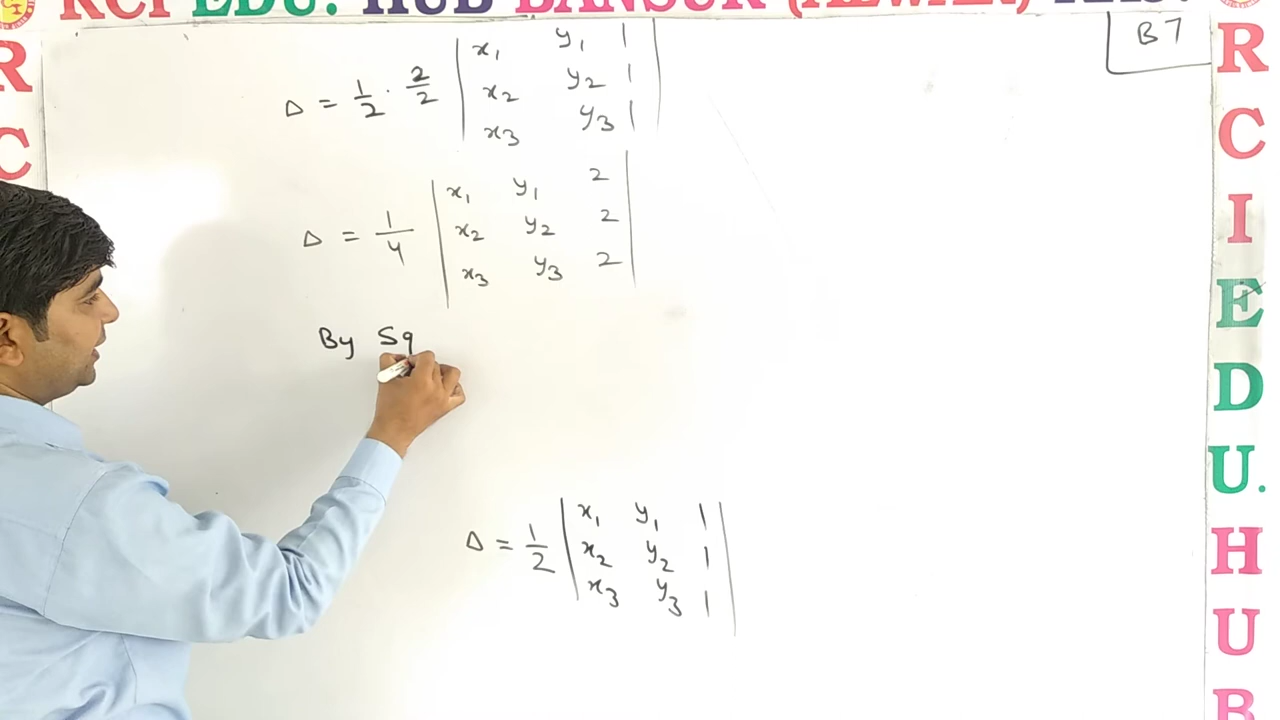 RCI EDU. HUB BANSUR (ALWAR) RAJ.
B7
Δ = 1/2 · 2/2 | x₁ y₁ 1 |
| x₂ y₂ 1 |
| x₃ y₃ 1 |
Δ = 1/4 | x₁ y₁ 2 |
| x₂ y₂ 2 |
| x₃ y₃ 2 |
By Sq
Δ = 1/2 | x₁ y₁ 1 |
| x₂ y₂ 1 |
| x₃ y₃ 1 |
R C
R C I E D U. H U B